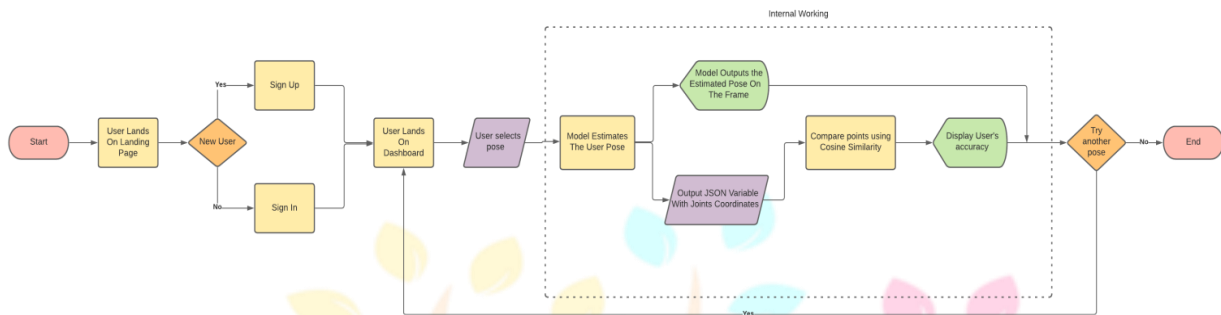 Internal Working
Start
User Lands
On Landing
Page
New User
Yes
No
Sign Up
Sign In
User Lands
On
Dashboard
User selects
pose
Model Estimates
The User Pose
Model Outputs the
Estimated Pose On
The Frame
Output JSON Variable
With Joints Coordinates
Compare points using
Cosine Similarity
Display User's
accuracy
Try
another
pose
No
End
Yes